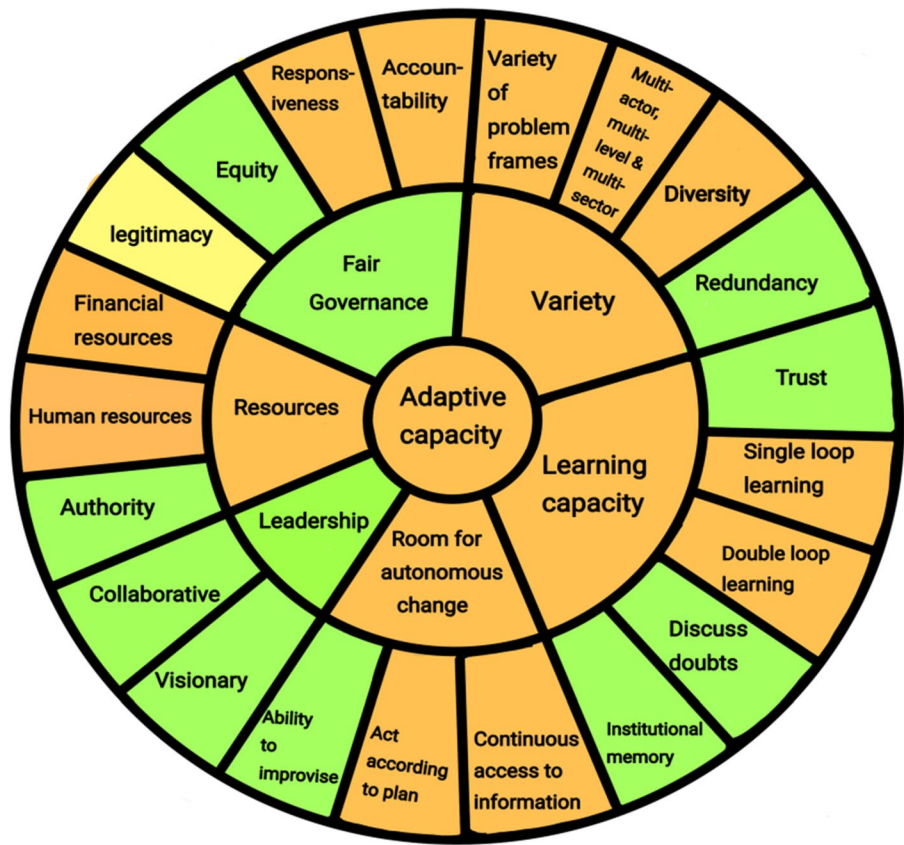 Adaptive
capacity
Fair
Governance
Variety
Learning
capacity
Room for
autonomous
change
Leadership
Resources
Respons-
iveness
Accoun-
tability
Variety
of
problem
frames
Multi-
actor,
multi-
level &
multi-
sector
Diversity
Redundancy
Trust
Single loop
learning
Double loop
learning
Discuss
doubts
Institutional
memory
Continuous
access to
information
Act
according
to plan
Ability
to
improvise
Visionary
Collaborative
Authority
Human resources
Financial
resources
legitimacy
Equity